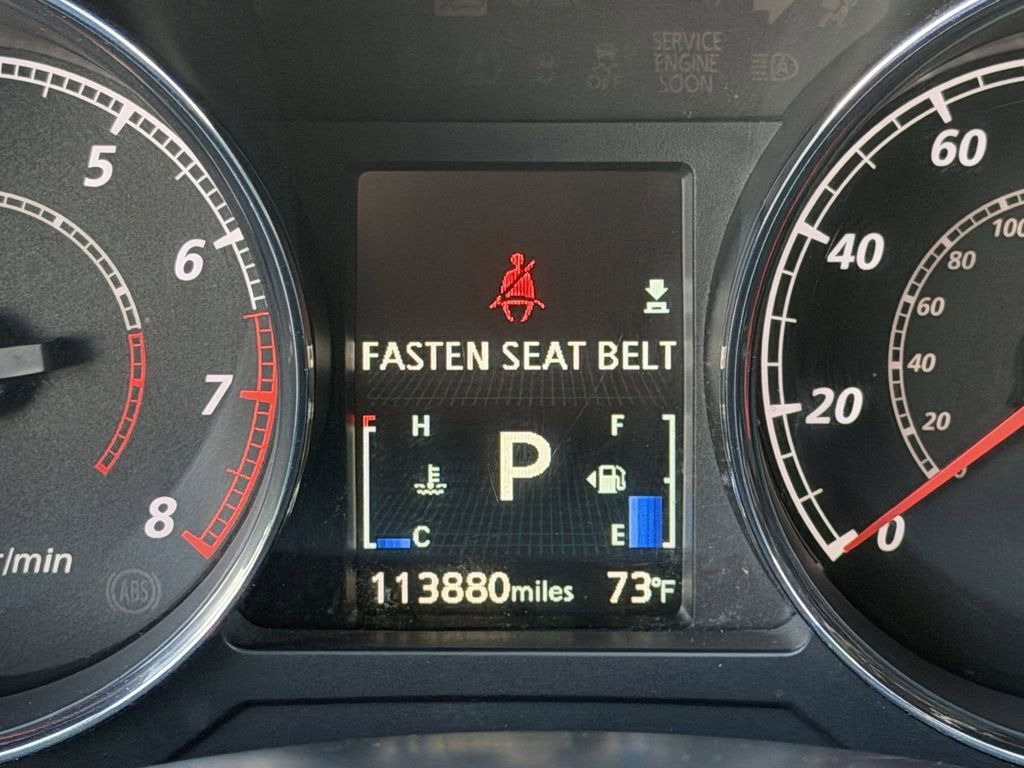 SERVICE
ENGINE
SOON
5
6
7
8
r/min
ABS
FASTEN SEAT BELT
H
F
P
C
E
113880miles
73°F
60
40
20
0
100
80
60
40
20
0